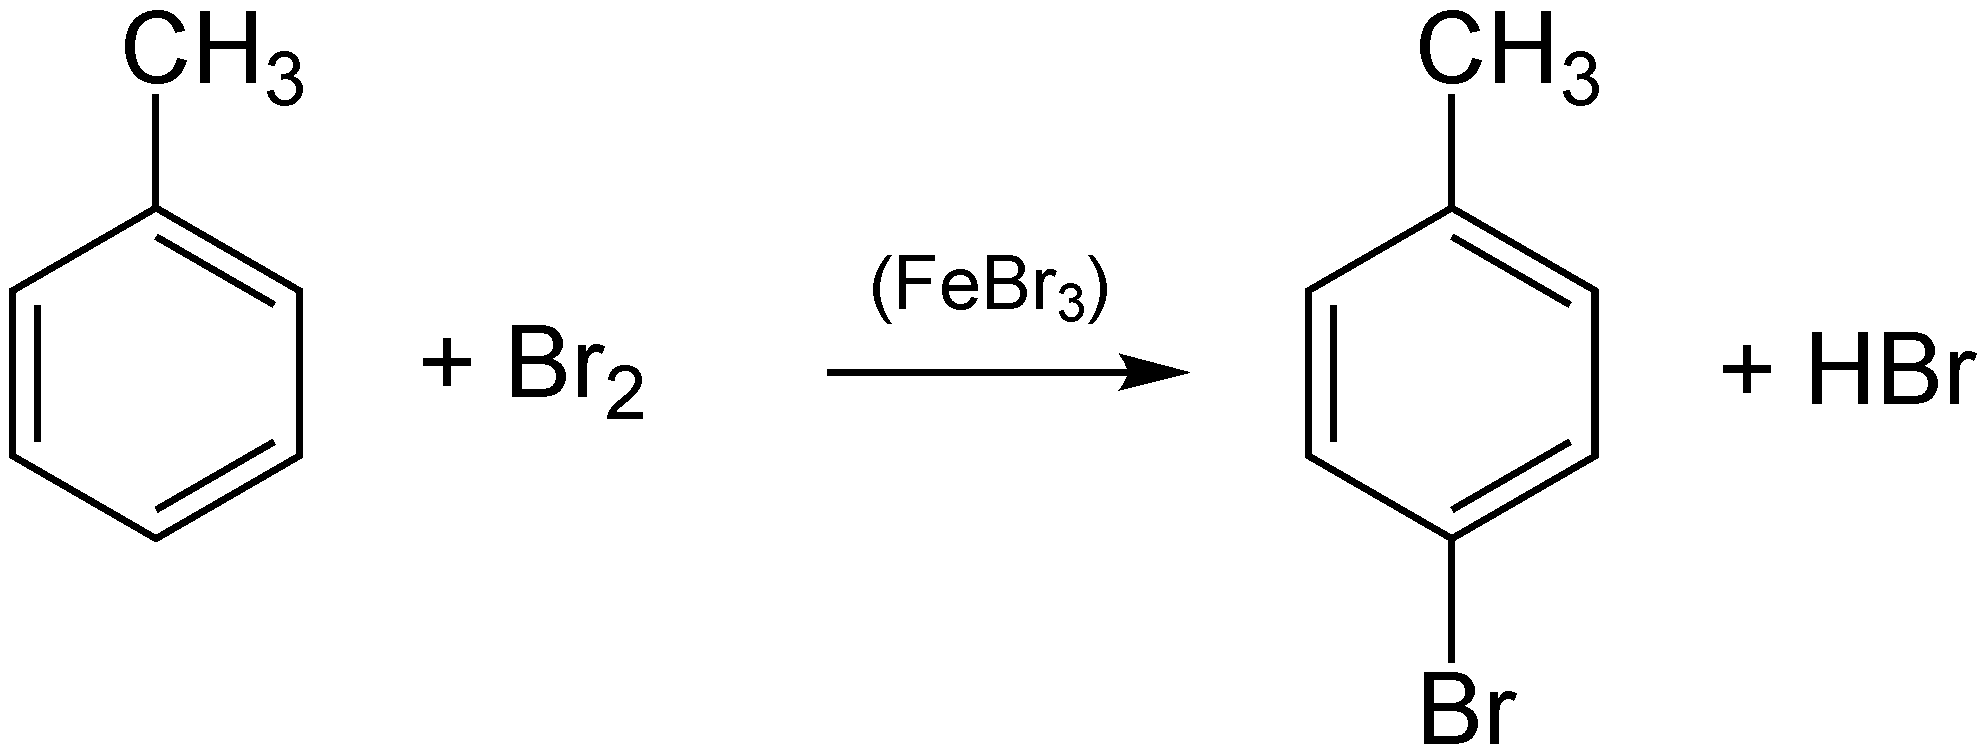 CH₃ CH₃
(FeBr₃)
+ Br₂ + HBr
Br